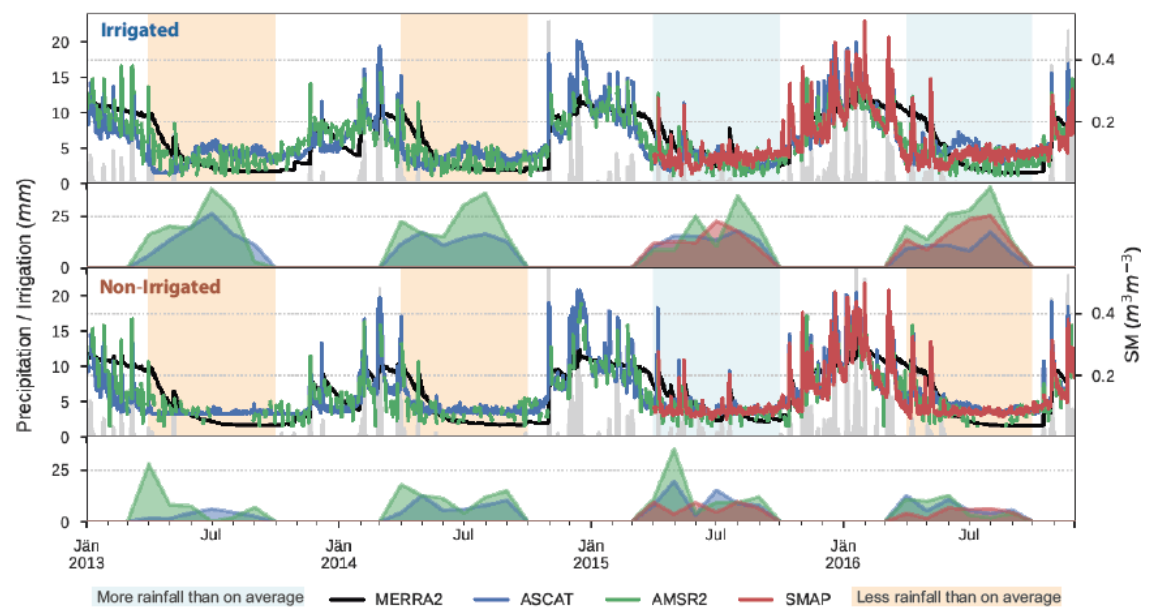 Irrigated
20
15
10
5
0
0.4
0.2
25
0
Non-Irrigated
20
15
10
5
0
0.4
0.2
25
0
Precipitation / Irrigation (mm)
SM (m³m⁻³)
Jän Jul Jän Jul Jän Jul Jän Jul
2013 2014 2015 2016
More rainfall than on average MERRA2 ASCAT AMSR2 SMAP Less rainfall than on average